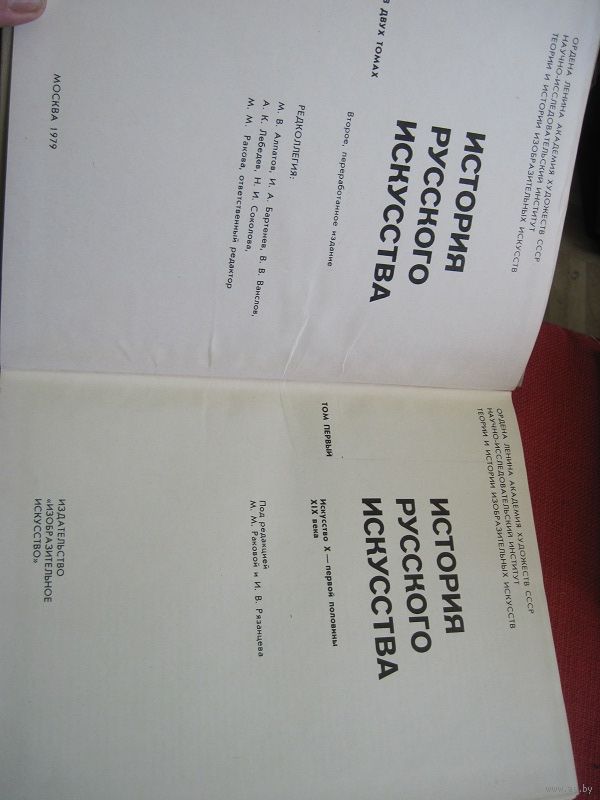 ОРДЕНА ЛЕНИНА АКАДЕМИЯ ХУДОЖЕСТВ СССР
НАУЧНО-ИССЛЕДОВАТЕЛЬСКИЙ ИНСТИТУТ
ТЕОРИИ И ИСТОРИИ ИЗОБРАЗИТЕЛЬНЫХ ИСКУССТВ
ИСТОРИЯ
РУССКОГО
ИСКУССТВА
В ДВУХ ТОМАХ
Второе, переработанное издание
РЕДКОЛЛЕГИЯ:
М. В. Алпатов, И. А. Бартенев, В. В. Ванслов,
А. К. Лебедев, Н. И. Соколова,
М. М. Ракова, ответственный редактор
МОСКВА 1979
ОРДЕНА ЛЕНИНА АКАДЕМИЯ ХУДОЖЕСТВ СССР
НАУЧНО-ИССЛЕДОВАТЕЛЬСКИЙ ИНСТИТУТ
ТЕОРИИ И ИСТОРИИ ИЗОБРАЗИТЕЛЬНЫХ ИСКУССТВ
ИСТОРИЯ
РУССКОГО
ИСКУССТВА
ТОМ ПЕРВЫЙ
Искусство X — первой половины
XIX века
Под редакцией
М. М. Раковой и И. В. Рязанцева
ИЗДАТЕЛЬСТВО
«ИЗОБРАЗИТЕЛЬНОЕ
ИСКУССТВО»
www.ay.by